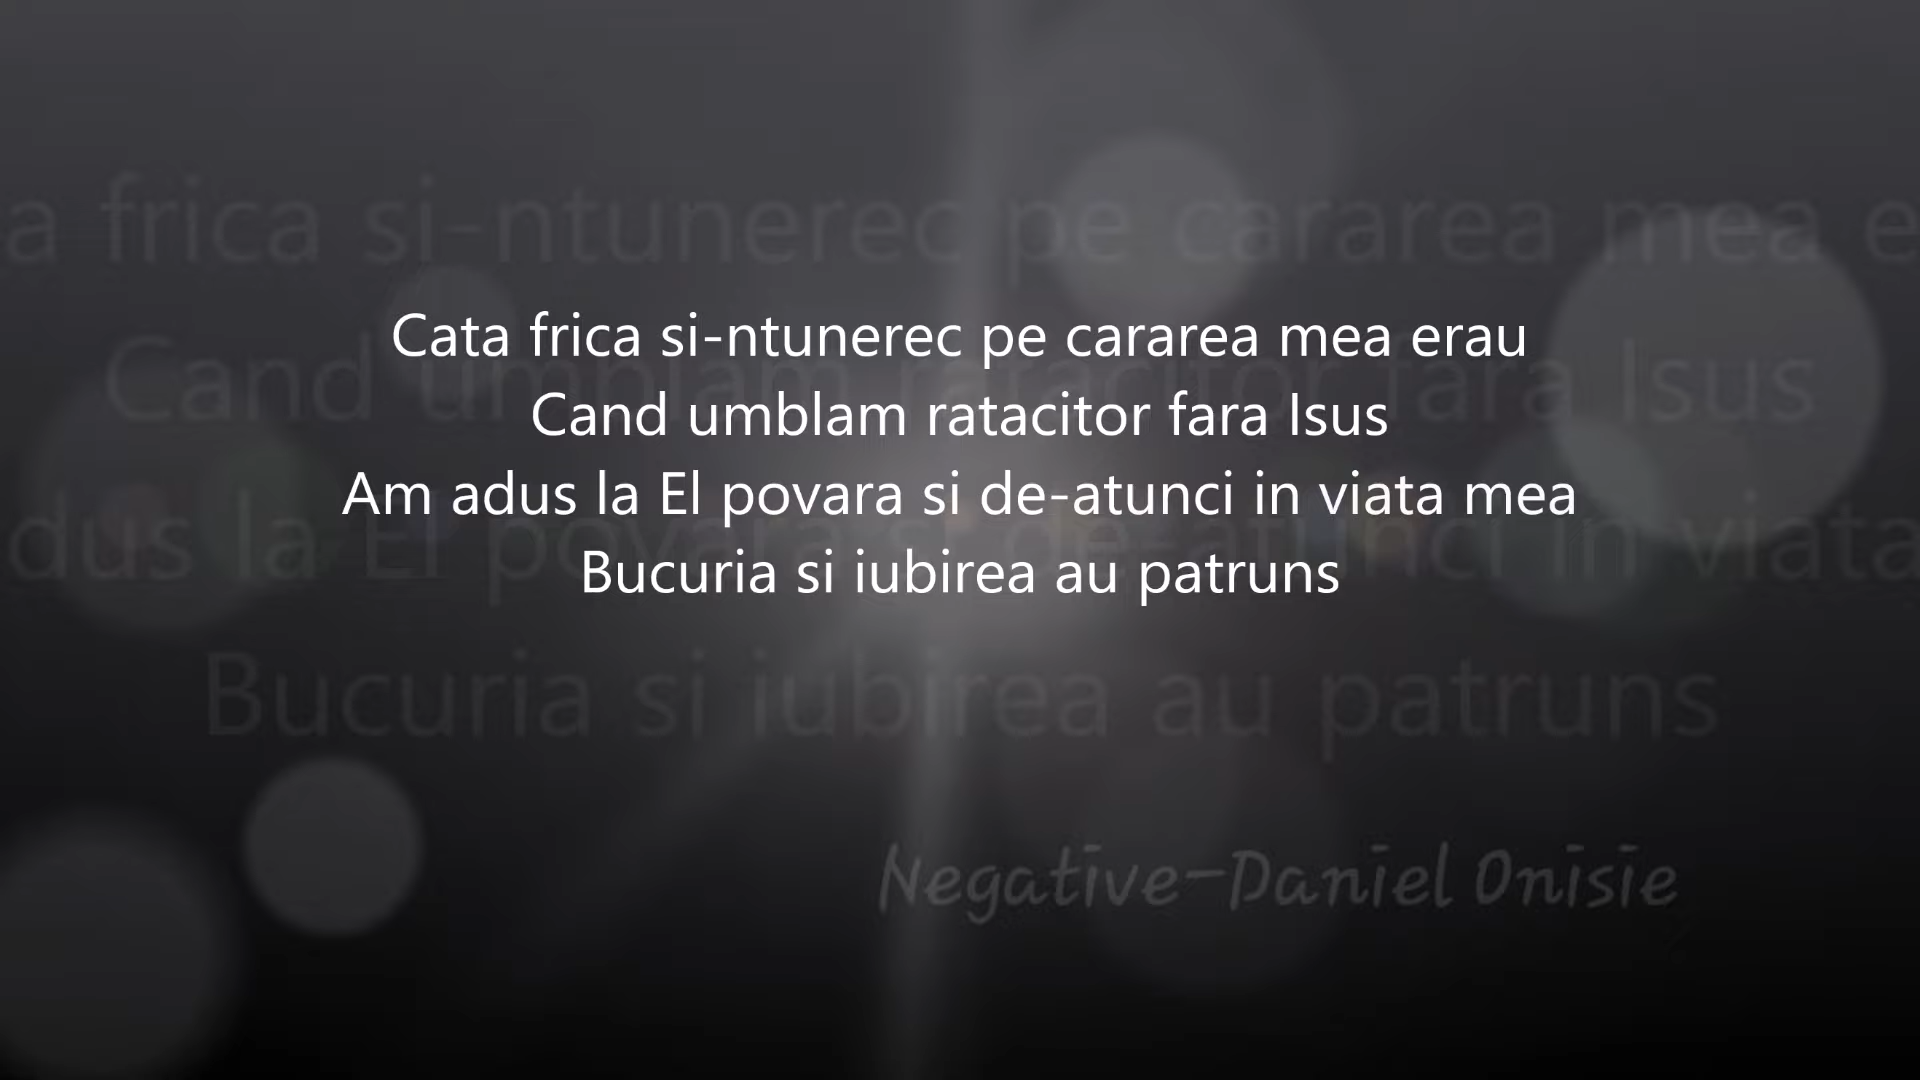 Cata frica si-ntunerec pe cararea mea erau
Cand umblam ratacitor fara Isus
Am adus la El povara si de-atunci in viata mea
Bucuria si iubirea au patruns
Negative-Daniel Onisie